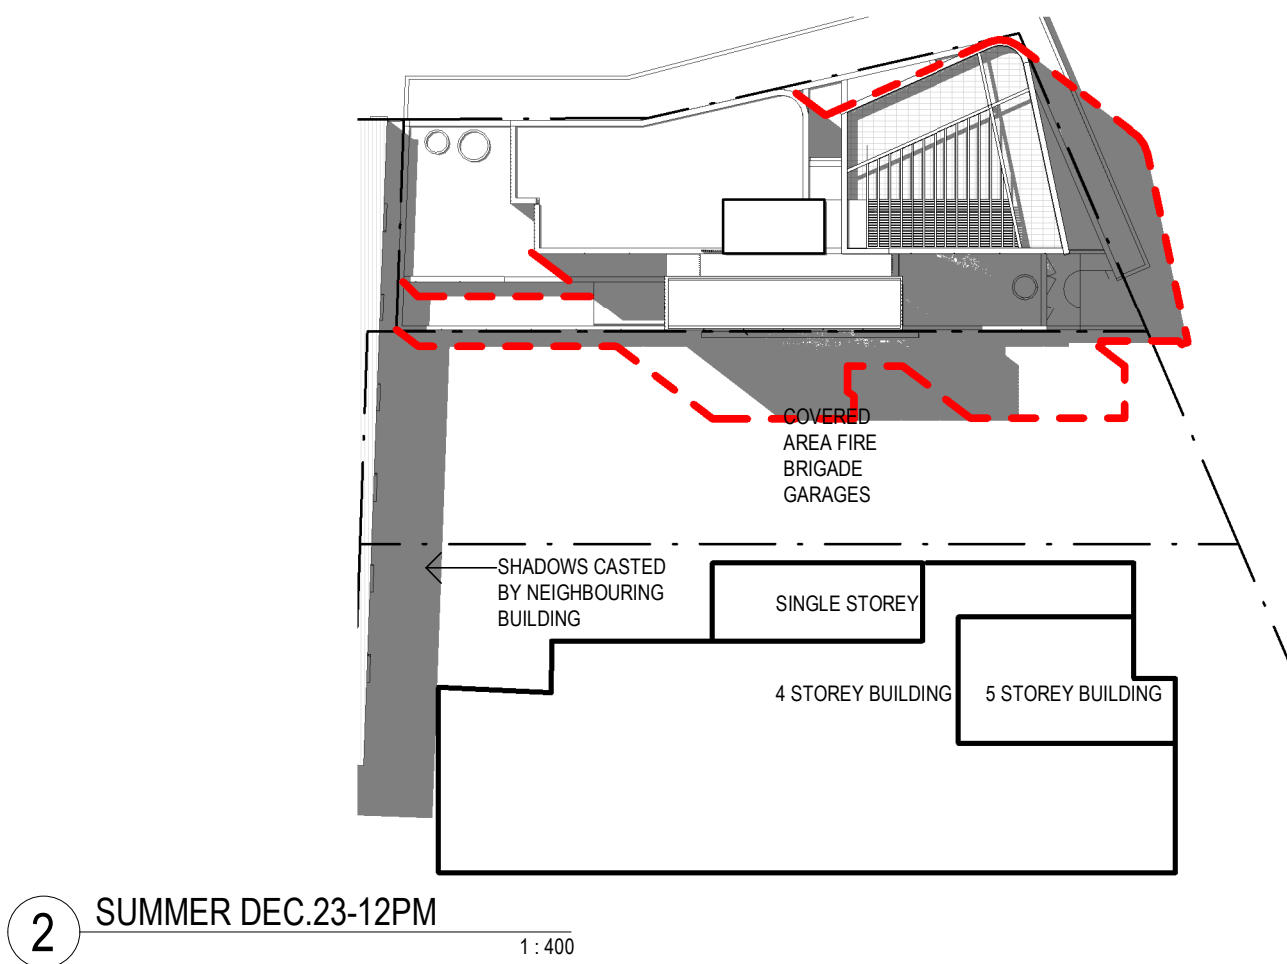 COVERED
AREA FIRE
BRIGADE
GARAGES
SHADOWS CASTED
BY NEIGHBOURING
BUILDING
SINGLE STOREY
4 STOREY BUILDING
5 STOREY BUILDING
2
SUMMER DEC.23-12PM
1 : 400